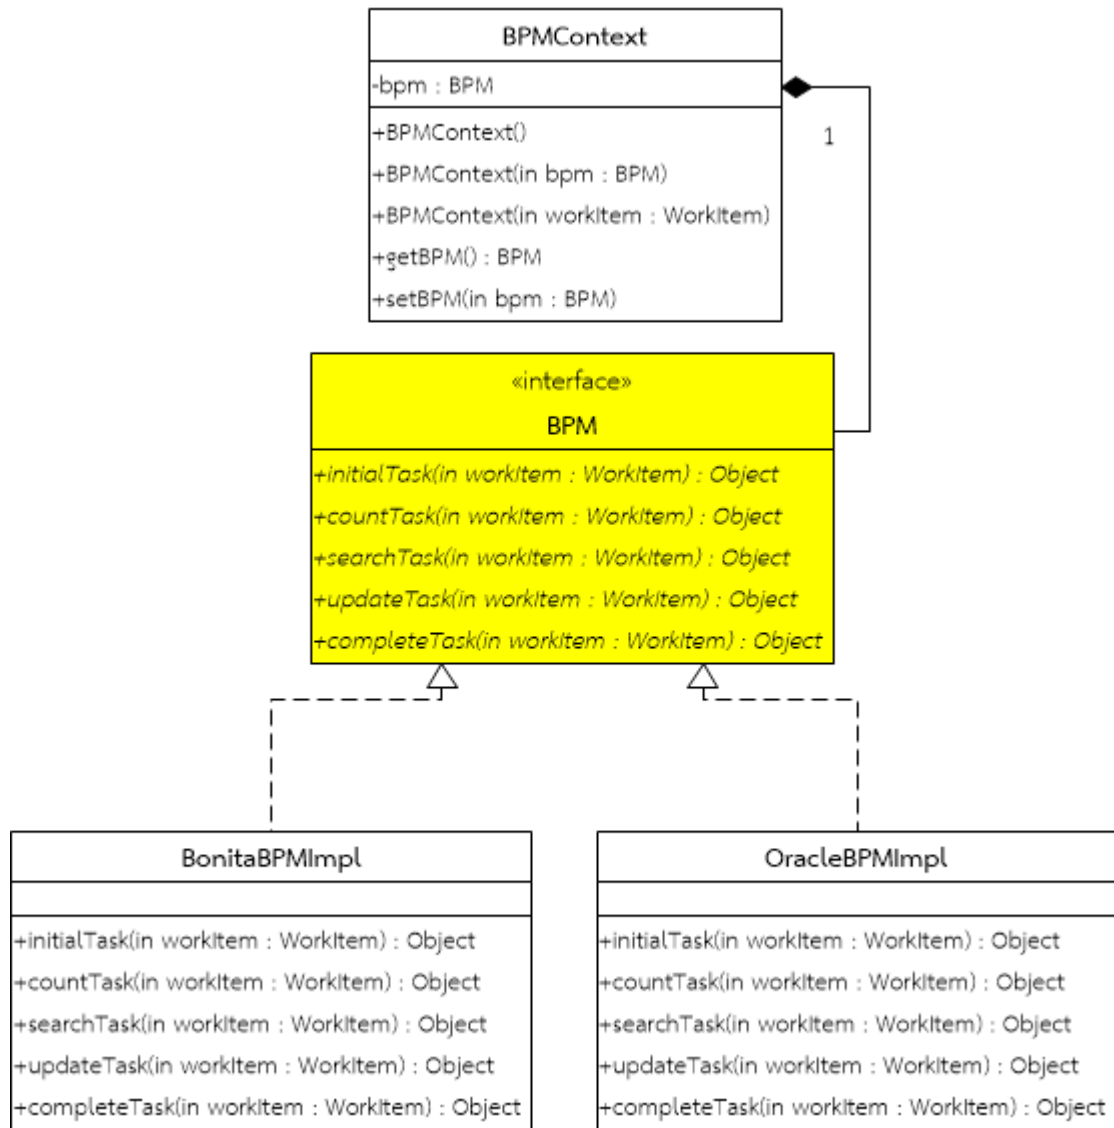 BPMContext
-bpm : BPM
+BPMContext()
+BPMContext(in bpm : BPM)
+BPMContext(in workItem : WorkItem)
+getBPM() : BPM
+setBPM(in bpm : BPM)
1
«interface»
BPM
+initialTask(in workItem : WorkItem) : Object
+countTask(in workItem : WorkItem) : Object
+searchTask(in workItem : WorkItem) : Object
+updateTask(in workItem : WorkItem) : Object
+completeTask(in workItem : WorkItem) : Object
BonitaBPMImpl
+initialTask(in workItem : WorkItem) : Object
+countTask(in workItem : WorkItem) : Object
+searchTask(in workItem : WorkItem) : Object
+updateTask(in workItem : WorkItem) : Object
+completeTask(in workItem : WorkItem) : Object
OracleBPMImpl
+initialTask(in workItem : WorkItem) : Object
+countTask(in workItem : WorkItem) : Object
+searchTask(in workItem : WorkItem) : Object
+updateTask(in workItem : WorkItem) : Object
+completeTask(in workItem : WorkItem) : Object